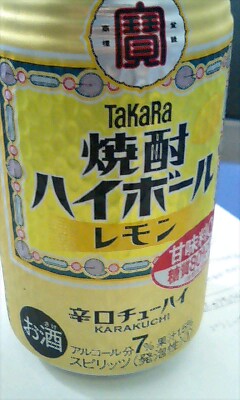 寶
TaKaRa
焼酎
ハイボール
レモン
甘味料
糖質
辛口チューハイ
KARAKUCHI
お酒
アルコール分7%
スピリッツ(発泡性)